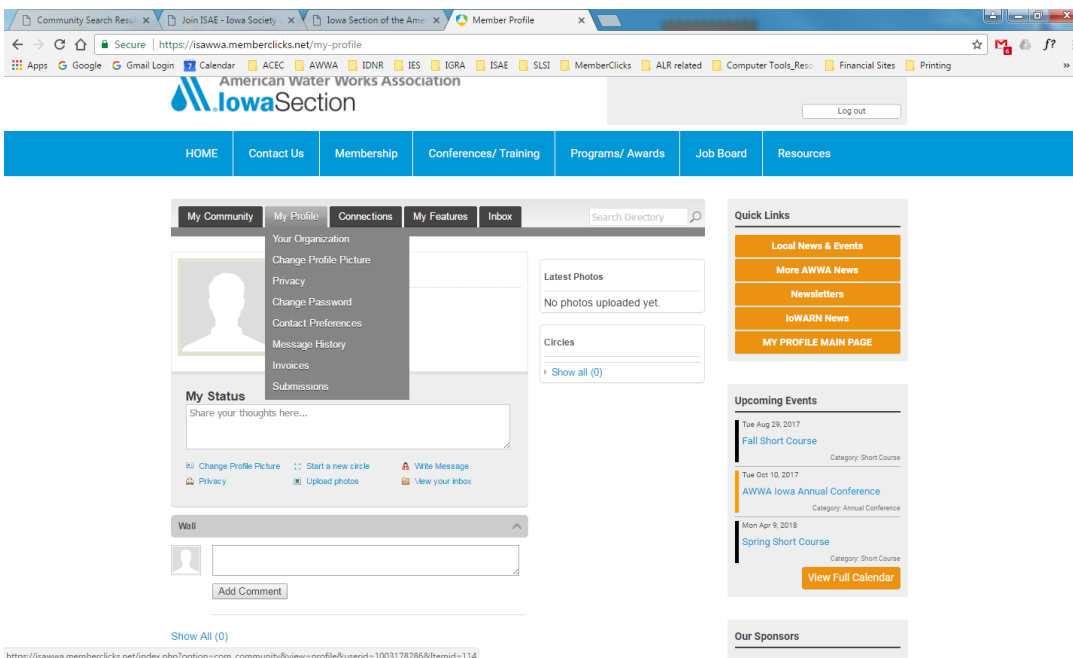 Community Search Resul
Join ISAE - Iowa Society
Iowa Section of the Ame
Member Profile
Secure | https://isawwa.memberclicks.net/my-profile
f?
Apps Google Gmail Login Calendar ACEC AWWA IDNR IES IGRA ISAE SLSI MemberClicks ALR related Computer Tools_Reso Financial Sites Printing »
American Water Works Association
IowaSection
Log out
HOME Contact Us Membership Conferences/ Training Programs/ Awards Job Board Resources
My Community My Profile Connections My Features Inbox Search Directory
Your Organization
Change Profile Picture
Privacy
Change Password
Contact Preferences
Message History
Invoices
Submissions
Latest Photos
No photos uploaded yet.
Circles
Show all (0)
My Status
Share your thoughts here...
Change Profile Picture Start a new circle Write Message
Privacy Upload photos View your inbox
Wall
Add Comment
Show All (0)
Quick Links
Local News & Events
More AWWA News
Newsletters
IoWARN News
MY PROFILE MAIN PAGE
Upcoming Events
Tue Aug 29, 2017
Fall Short Course
Category: Short Course
Tue Oct 10, 2017
AWWA Iowa Annual Conference
Category: Annual Conference
Mon Apr 9, 2018
Spring Short Course
Category: Short Course
View Full Calendar
Our Sponsors
https://isawwa.memberclicks.net/index.php?option=com_community&view=profile&userid=1003178286&Itemid=114